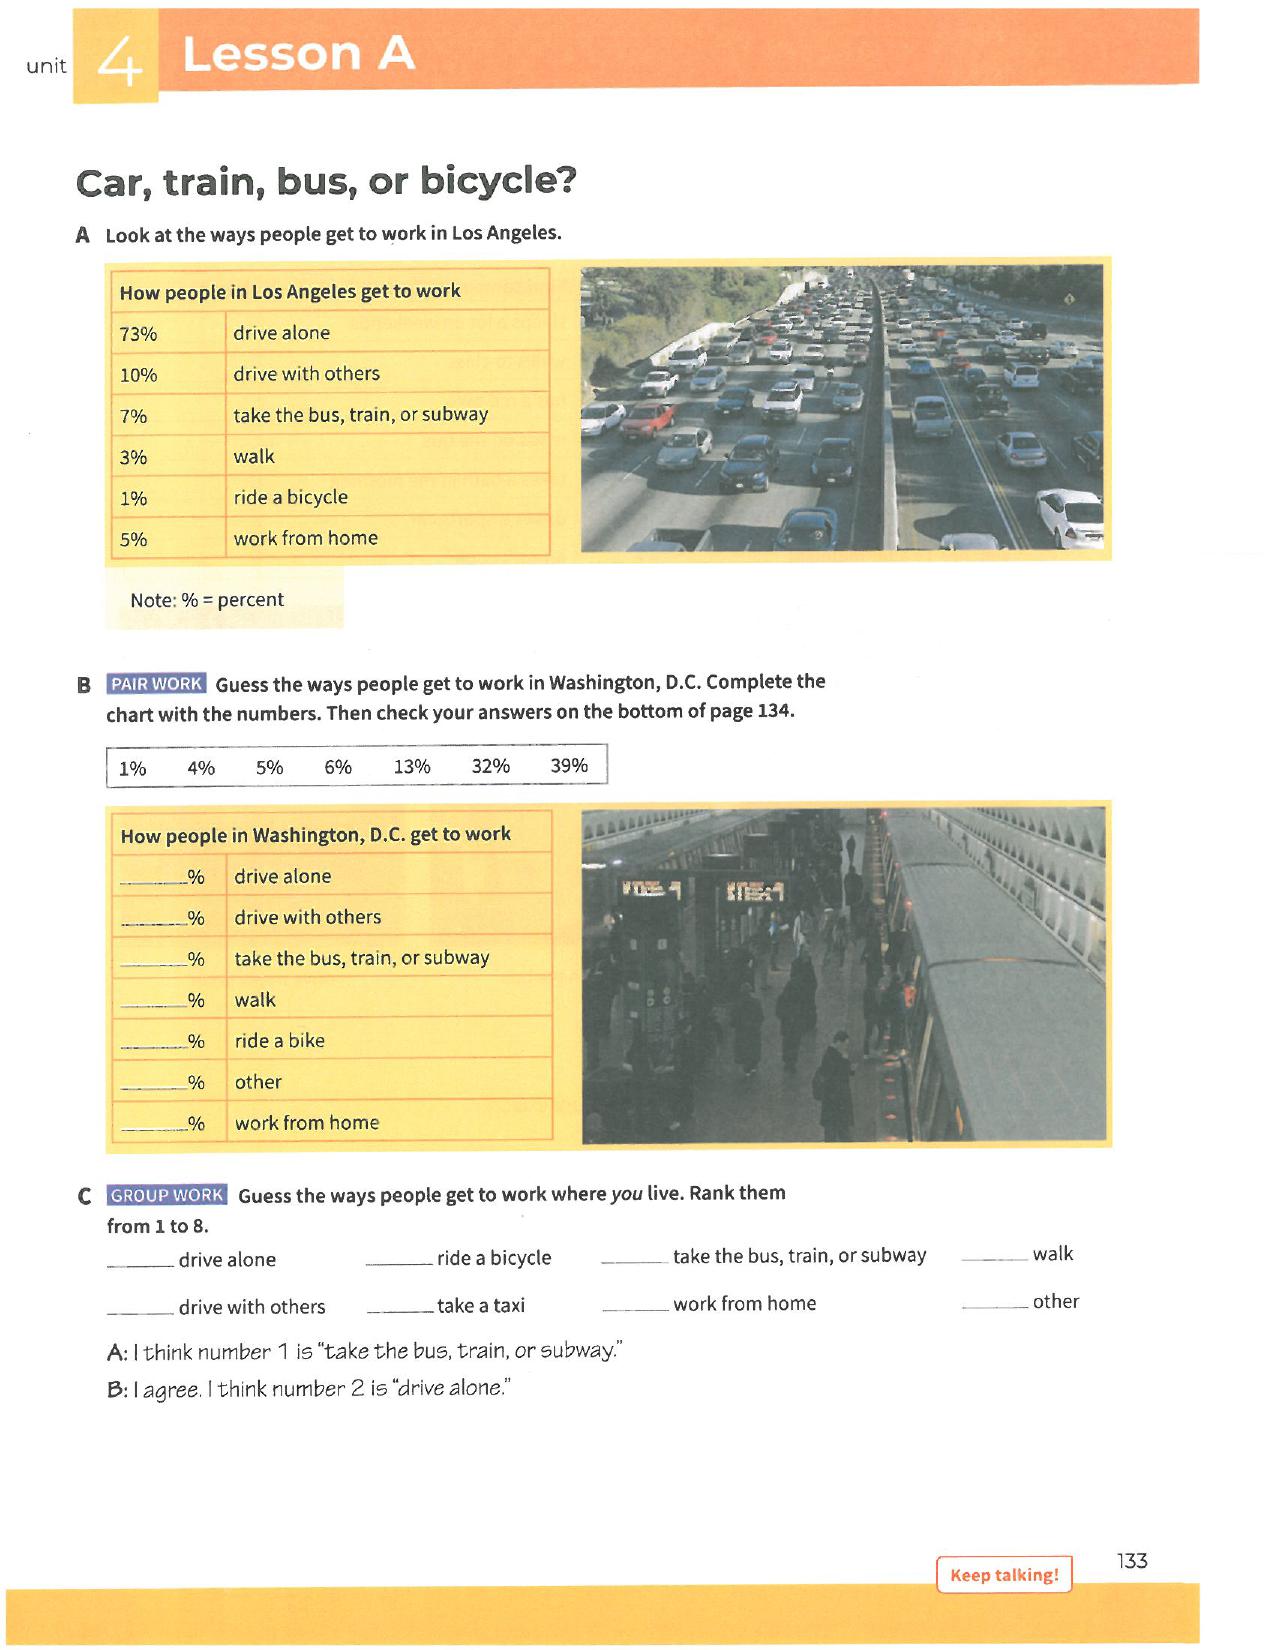 unit 4 Lesson A
Car, train, bus, or bicycle?
A Look at the ways people get to work in Los Angeles.
How people in Los Angeles get to work
73% drive alone
10% drive with others
7% take the bus, train, or subway
3% walk
1% ride a bicycle
5% work from home
Note: % = percent
B PAIR WORK Guess the ways people get to work in Washington, D.C. Complete the
chart with the numbers. Then check your answers on the bottom of page 134.
1% 4% 5% 6% 13% 32% 39%
How people in Washington, D.C. get to work
______% drive alone
______% drive with others
______% take the bus, train, or subway
______% walk
______% ride a bike
______% other
______% work from home
C GROUP WORK Guess the ways people get to work where you live. Rank them
from 1 to 8.
______ drive alone ______ ride a bicycle ______ take the bus, train, or subway ______ walk
______ drive with others ______ take a taxi ______ work from home ______ other
A: I think number 1 is "take the bus, train, or subway."
B: I agree. I think number 2 is "drive alone."
Keep talking! 133